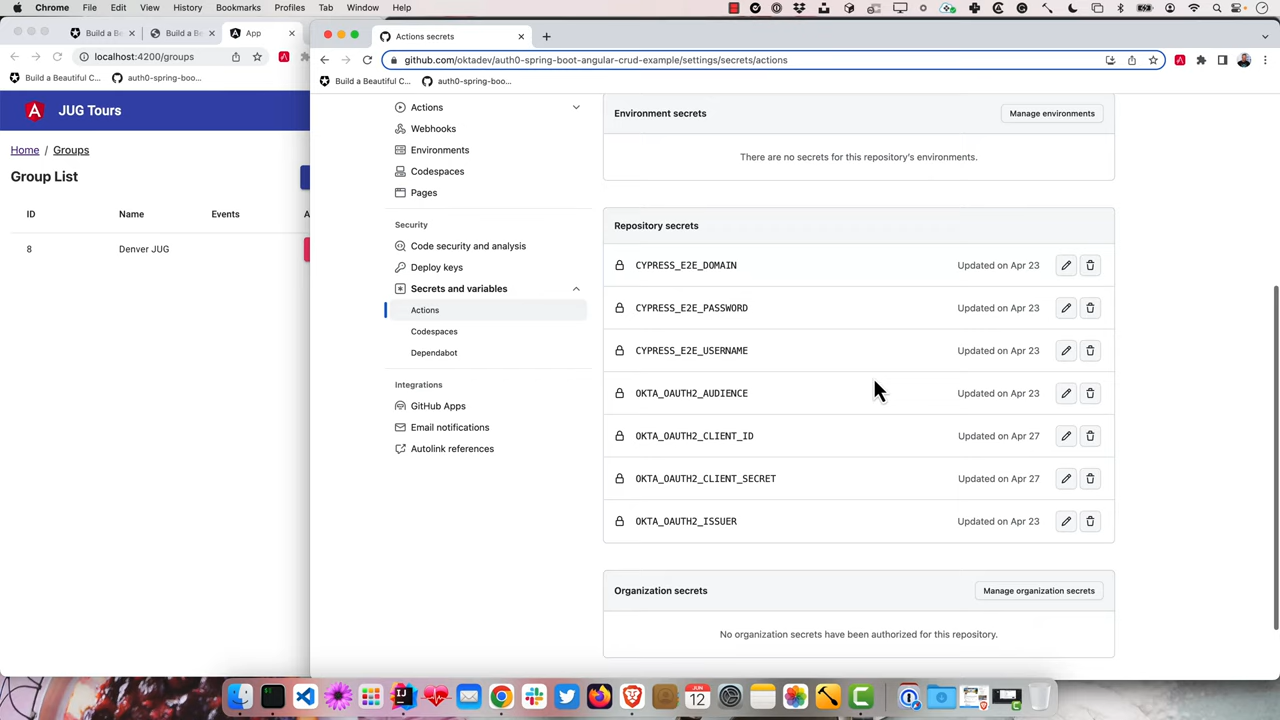 Chrome File Edit View History Bookmarks Profiles Tab Window Help
Build a B
Build a B
App
localhost:4200/groups
Build a Beautiful C...
auth0-spring-boo...
JUG Tours
Home / Groups
Group List
ID Name Events A
8 Denver JUG
Actions secrets
github.com/oktadev/auth0-spring-boot-angular-crud-example/settings/secrets/actions
Build a Beautiful C...
auth0-spring-boo...
Actions
Webhooks
Environments
Codespaces
Pages
Security
Code security and analysis
Deploy keys
Secrets and variables
Actions
Codespaces
Dependabot
Integrations
GitHub Apps
Email notifications
Autolink references
Environment secrets Manage environments
There are no secrets for this repository's environments.
Repository secrets
CYPRESS_E2E_DOMAIN Updated on Apr 23
CYPRESS_E2E_PASSWORD Updated on Apr 23
CYPRESS_E2E_USERNAME Updated on Apr 23
OKTA_OAUTH2_AUDIENCE Updated on Apr 23
OKTA_OAUTH2_CLIENT_ID Updated on Apr 27
OKTA_OAUTH2_CLIENT_SECRET Updated on Apr 27
OKTA_OAUTH2_ISSUER Updated on Apr 23
Organization secrets Manage organization secrets
No organization secrets have been authorized for this repository.
JUN
12